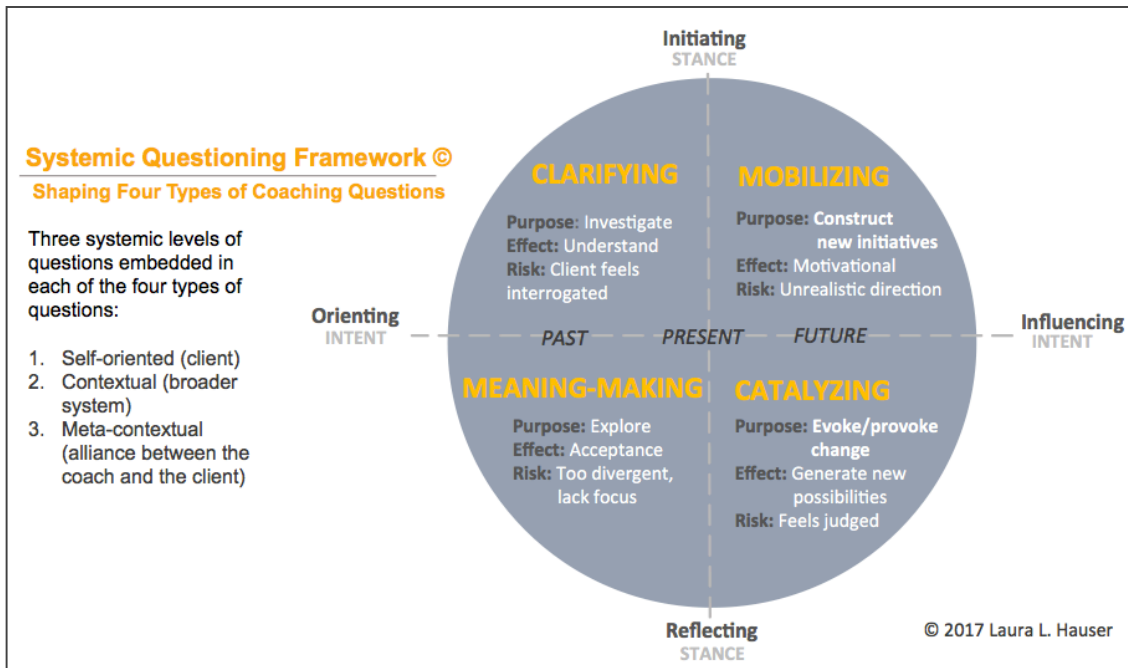 Initiating
STANCE
Systemic Questioning Framework ©
Shaping Four Types of Coaching Questions
Three systemic levels of
questions embedded in
each of the four types of
questions:
1. Self-oriented (client)
2. Contextual (broader
system)
3. Meta-contextual
(alliance between the
coach and the client)
CLARIFYING
Purpose: Investigate
Effect: Understand
Risk: Client feels
interrogated
MOBILIZING
Purpose: Construct
new initiatives
Effect: Motivational
Risk: Unrealistic direction
Orienting
INTENT
PAST
PRESENT
FUTURE
Influencing
INTENT
MEANING-MAKING
Purpose: Explore
Effect: Acceptance
Risk: Too divergent,
lack focus
CATALYZING
Purpose: Evoke/provoke
change
Effect: Generate new
possibilities
Risk: Feels judged
Reflecting
STANCE
© 2017 Laura L. Hauser